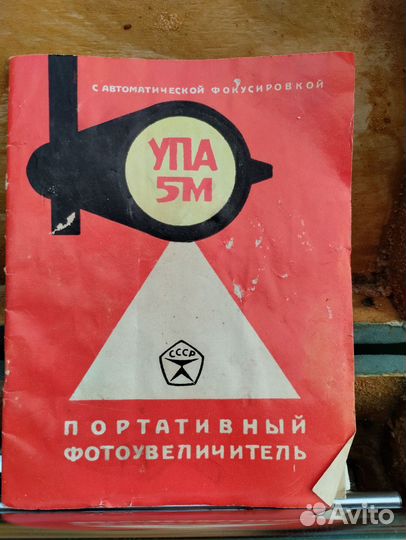 С АВТОМАТИЧЕСКОЙ ФОКУСИРОВКОЙ
УПА
5М
СССР
ПОРТАТИВНЫЙ
ФОТОУВЕЛИЧИТЕЛЬ
Avito